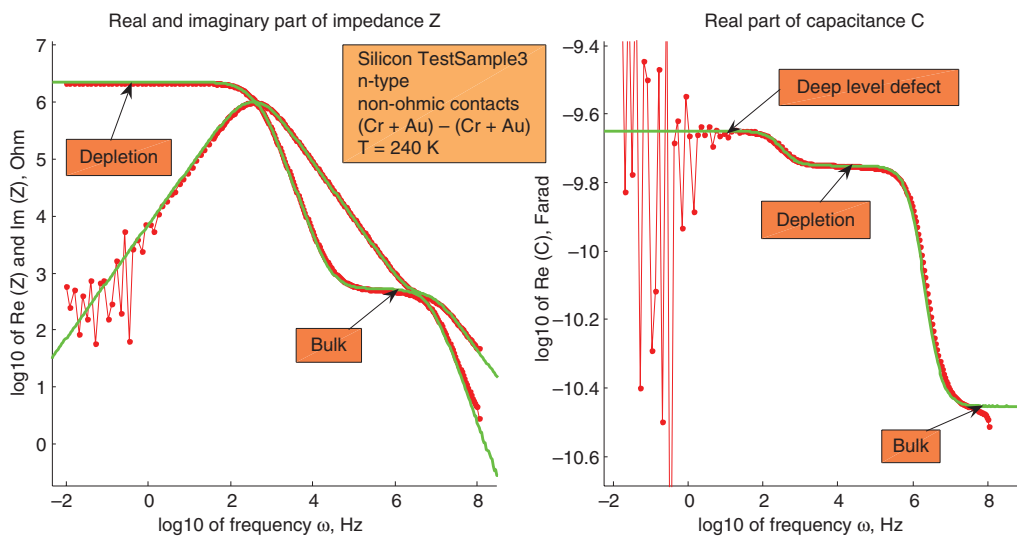 Real and imaginary part of impedance Z
7
6
5
4
3
2
1
0
log10 of Re (Z) and Im (Z), Ohm
−2
0
2
4
6
8
log10 of frequency ω, Hz
Silicon TestSample3
n-type
non-ohmic contacts
(Cr + Au) − (Cr + Au)
T = 240 K
Depletion
Bulk
Real part of capacitance C
−9.4
−9.6
−9.8
−10
−10.2
−10.4
−10.6
log10 of Re (C), Farad
−2
0
2
4
6
8
log10 of frequency ω, Hz
Deep level defect
Depletion
Bulk